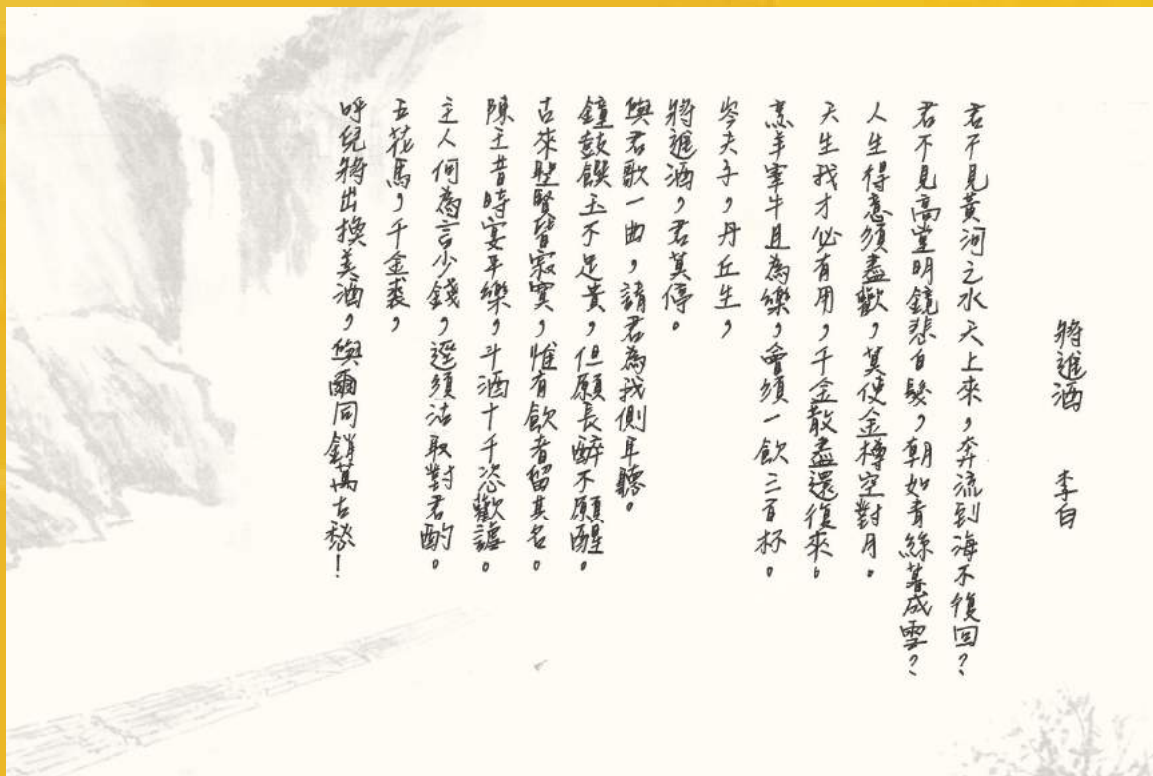 將進酒 李白
君不見黃河之水天上來，奔流到海不復回？
君不見高堂明鏡悲白髮，朝如青絲暮成雪？
人生得意須盡歡，莫使金樽空對月。
天生我才必有用，千金散盡還復來。
烹羊宰牛且為樂，會須一飲三百杯。
岑夫子，丹丘生，
將進酒，君莫停。
與君歌一曲，請君為我側耳聽。
鐘鼓饌玉不足貴，但願長醉不願醒。
古來聖賢皆寂寞，惟有飲者留其名。
陳王昔時宴平樂，斗酒十千恣歡謔。
主人何為言少錢，逕須沽取對君酌。
五花馬，千金裘，
呼兒將出換美酒，與爾同銷萬古愁！